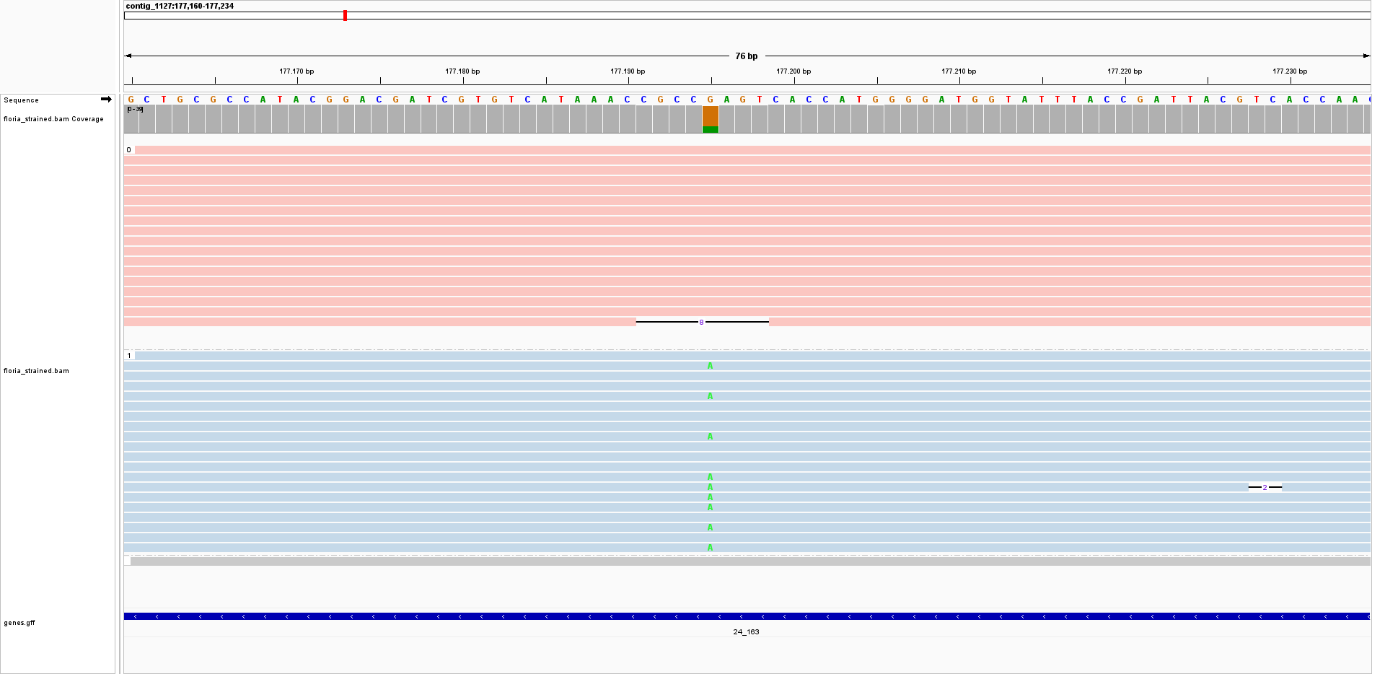 contig_1127:177,160-177,234
76 bp
177.170 bp 177.180 bp 177.190 bp 177.200 bp 177.210 bp 177.220 bp 177.230 bp
Sequence G C T G C G C C A T A C G G A C G A T C G T G T C A T A A A C C G C C G A G T C A C C A T G G G G A T G G T A T T T A C C G A T T A C G T C A C C A A C
floria_strained.bam Coverage
0
8
1
A
floria_strained.bam
A
A
A
A 2
A
A
A
A
genes.gff
24_163